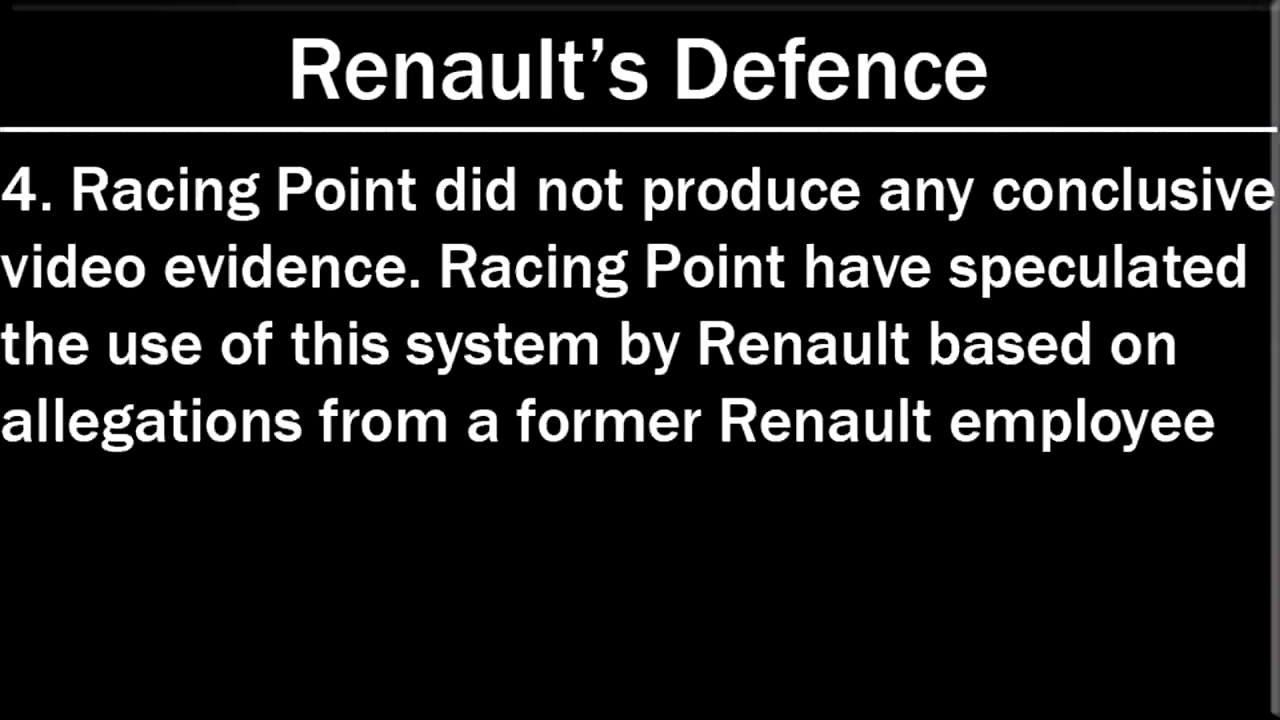 Renault’s Defence
4. Racing Point did not produce any conclusive
video evidence. Racing Point have speculated
the use of this system by Renault based on
allegations from a former Renault employee